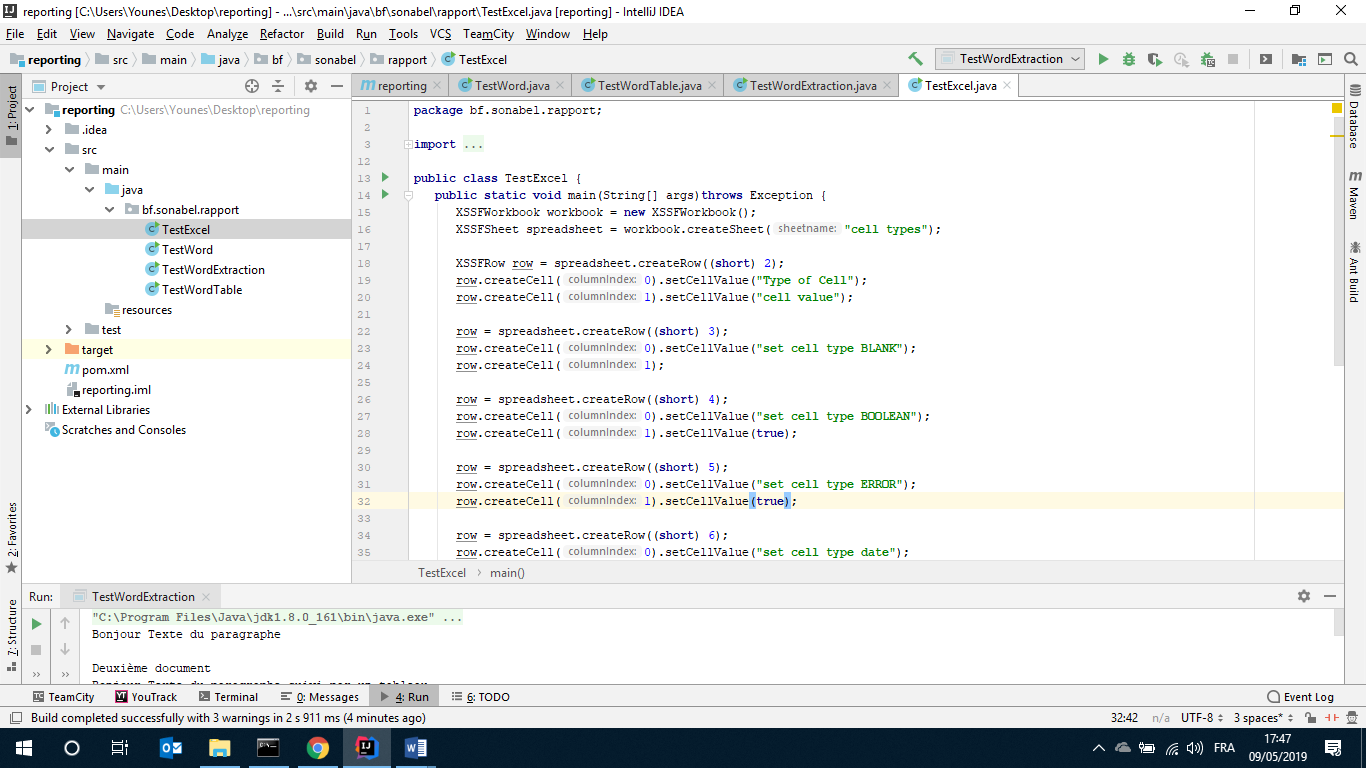 reporting [C:\Users\Younes\Desktop\reporting] - ...\src\main\java\bf\sonabel\rapport\TestExcel.java [reporting] - IntelliJ IDEA
File Edit View Navigate Code Analyze Refactor Build Run Tools VCS TeamCity Window Help
reporting src main java bf sonabel rapport TestExcel
TestWordExtraction
1: Project
Project
reporting TestWord.java TestWordTable.java TestWordExtraction.java TestExcel.java
reporting C:\Users\Younes\Desktop\reporting
.idea
src
main
java
bf.sonabel.rapport
TestExcel
TestWord
TestWordExtraction
TestWordTable
resources
test
target
pom.xml
reporting.iml
External Libraries
Scratches and Consoles
1 package bf.sonabel.rapport;
2
3 import ...
12
13 public class TestExcel {
14 public static void main(String[] args)throws Exception {
15 XSSFWorkbook workbook = new XSSFWorkbook();
16 XSSFSheet spreadsheet = workbook.createSheet( sheetname: "cell types");
17
18 XSSFRow row = spreadsheet.createRow((short) 2);
19 row.createCell( columnIndex: 0).setCellValue("Type of Cell");
20 row.createCell( columnIndex: 1).setCellValue("cell value");
21
22 row = spreadsheet.createRow((short) 3);
23 row.createCell( columnIndex: 0).setCellValue("set cell type BLANK");
24 row.createCell( columnIndex: 1);
25
26 row = spreadsheet.createRow((short) 4);
27 row.createCell( columnIndex: 0).setCellValue("set cell type BOOLEAN");
28 row.createCell( columnIndex: 1).setCellValue(true);
29
30 row = spreadsheet.createRow((short) 5);
31 row.createCell( columnIndex: 0).setCellValue("set cell type ERROR");
32 row.createCell( columnIndex: 1).setCellValue(true);
33
34 row = spreadsheet.createRow((short) 6);
35 row.createCell( columnIndex: 0).setCellValue("set cell type date");
TestExcel main()
Database
Maven
Ant Build
2: Favorites
7: Structure
Run: TestWordExtraction
"C:\Program Files\Java\jdk1.8.0_161\bin\java.exe" ...
Bonjour Texte du paragraphe
Deuxième document
Bonjour Texte du paragraphe suivi par un tableau
TeamCity YouTrack Terminal 0: Messages 4: Run 6: TODO Event Log
Build completed successfully with 3 warnings in 2 s 911 ms (4 minutes ago) 32:42 n/a UTF-8 3 spaces*
FRA
17:47
09/05/2019